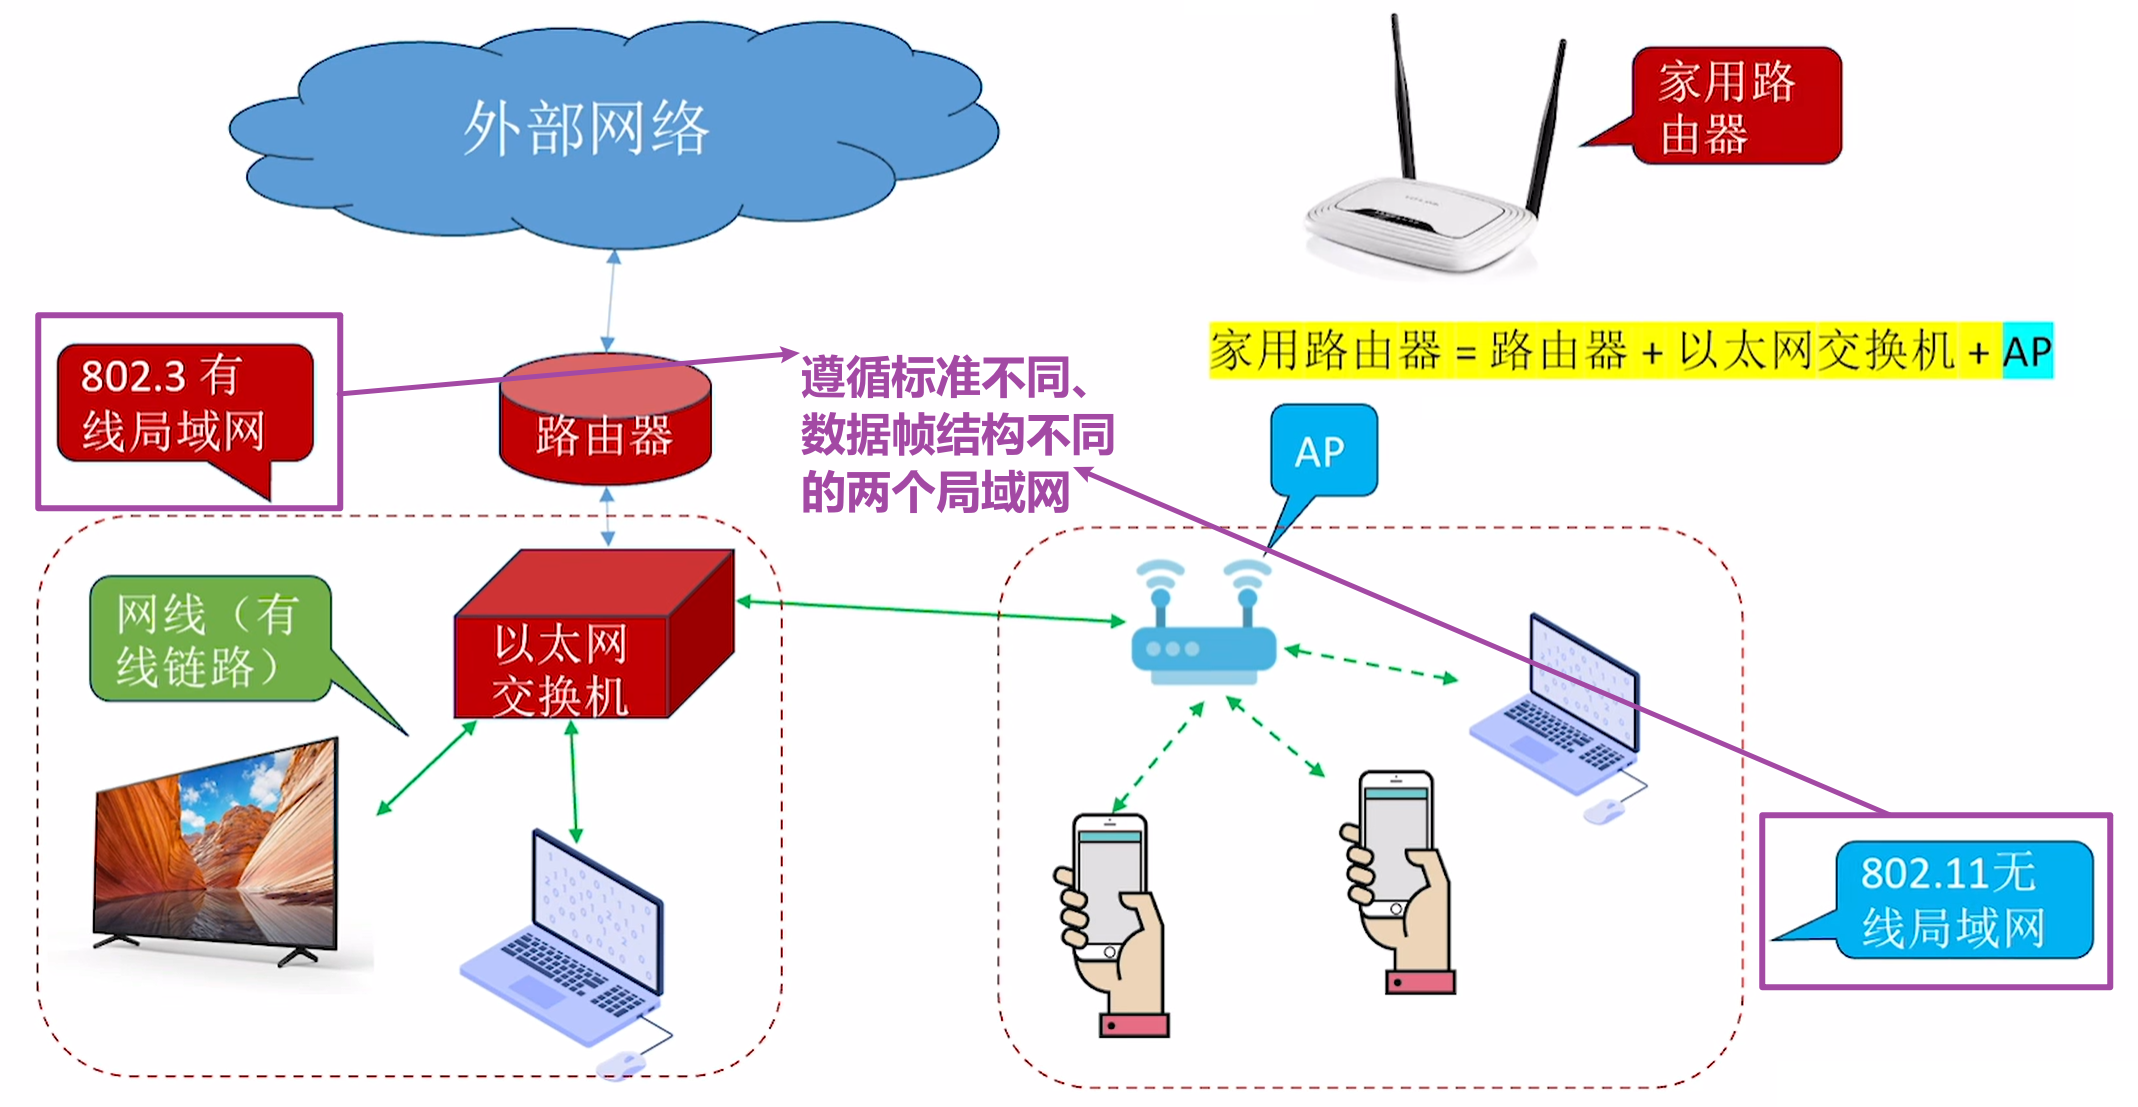 外部网络
家用路
由器
802.3 有
线局域网
路由器
遵循标准不同、
数据帧结构不同
的两个局域网
家用路由器 = 路由器 + 以太网交换机 + AP
AP
网线（有
线链路）
以太网
交换机
802.11无
线局域网